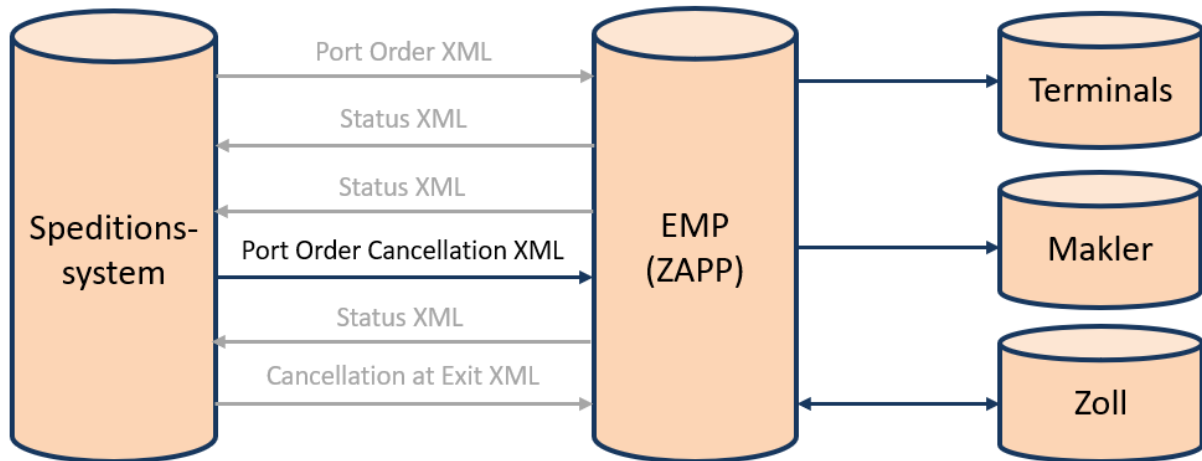 Port Order XML
Status XML
Status XML
Port Order Cancellation XML
Status XML
Cancellation at Exit XML
Speditions-
system
EMP
(ZAPP)
Terminals
Makler
Zoll